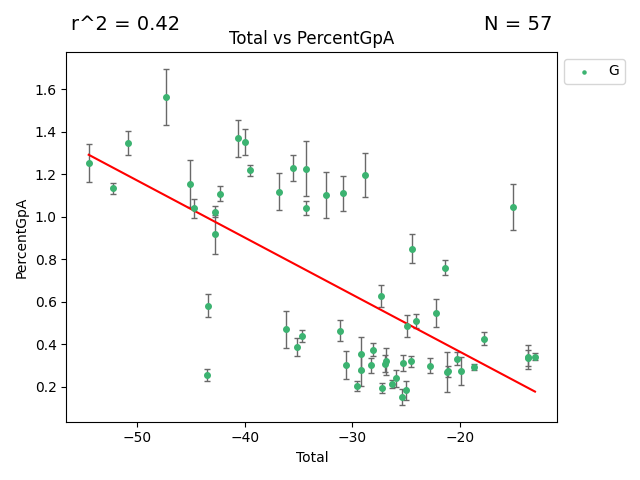 r^2 = 0.42
N = 57
Total vs PercentGpA
G
PercentGpA
1.6
1.4
1.2
1.0
0.8
0.6
0.4
0.2
−50
−40
−30
−20
Total